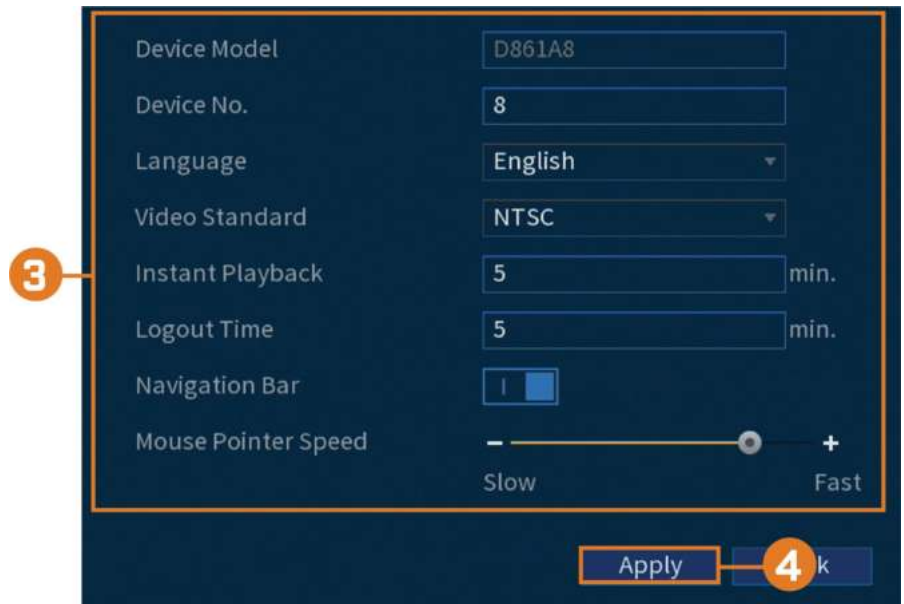 Device Model D861A8
Device No. 8
Language English
Video Standard NTSC
3
Instant Playback 5 min.
Logout Time 5 min.
Navigation Bar
Mouse Pointer Speed - +
Slow Fast
Apply 4 k